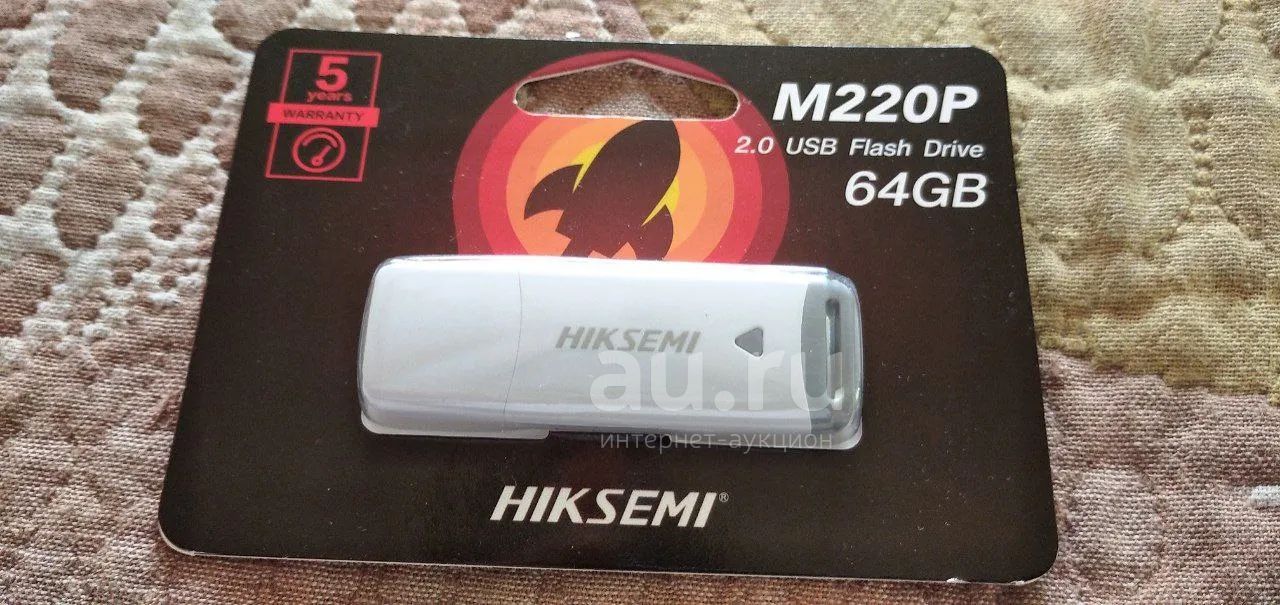 5
years
WARRANTY
M220P
2.0 USB Flash Drive
64GB
HIKSEMI
au.ru
интернет-аукцион
HIKSEMI®